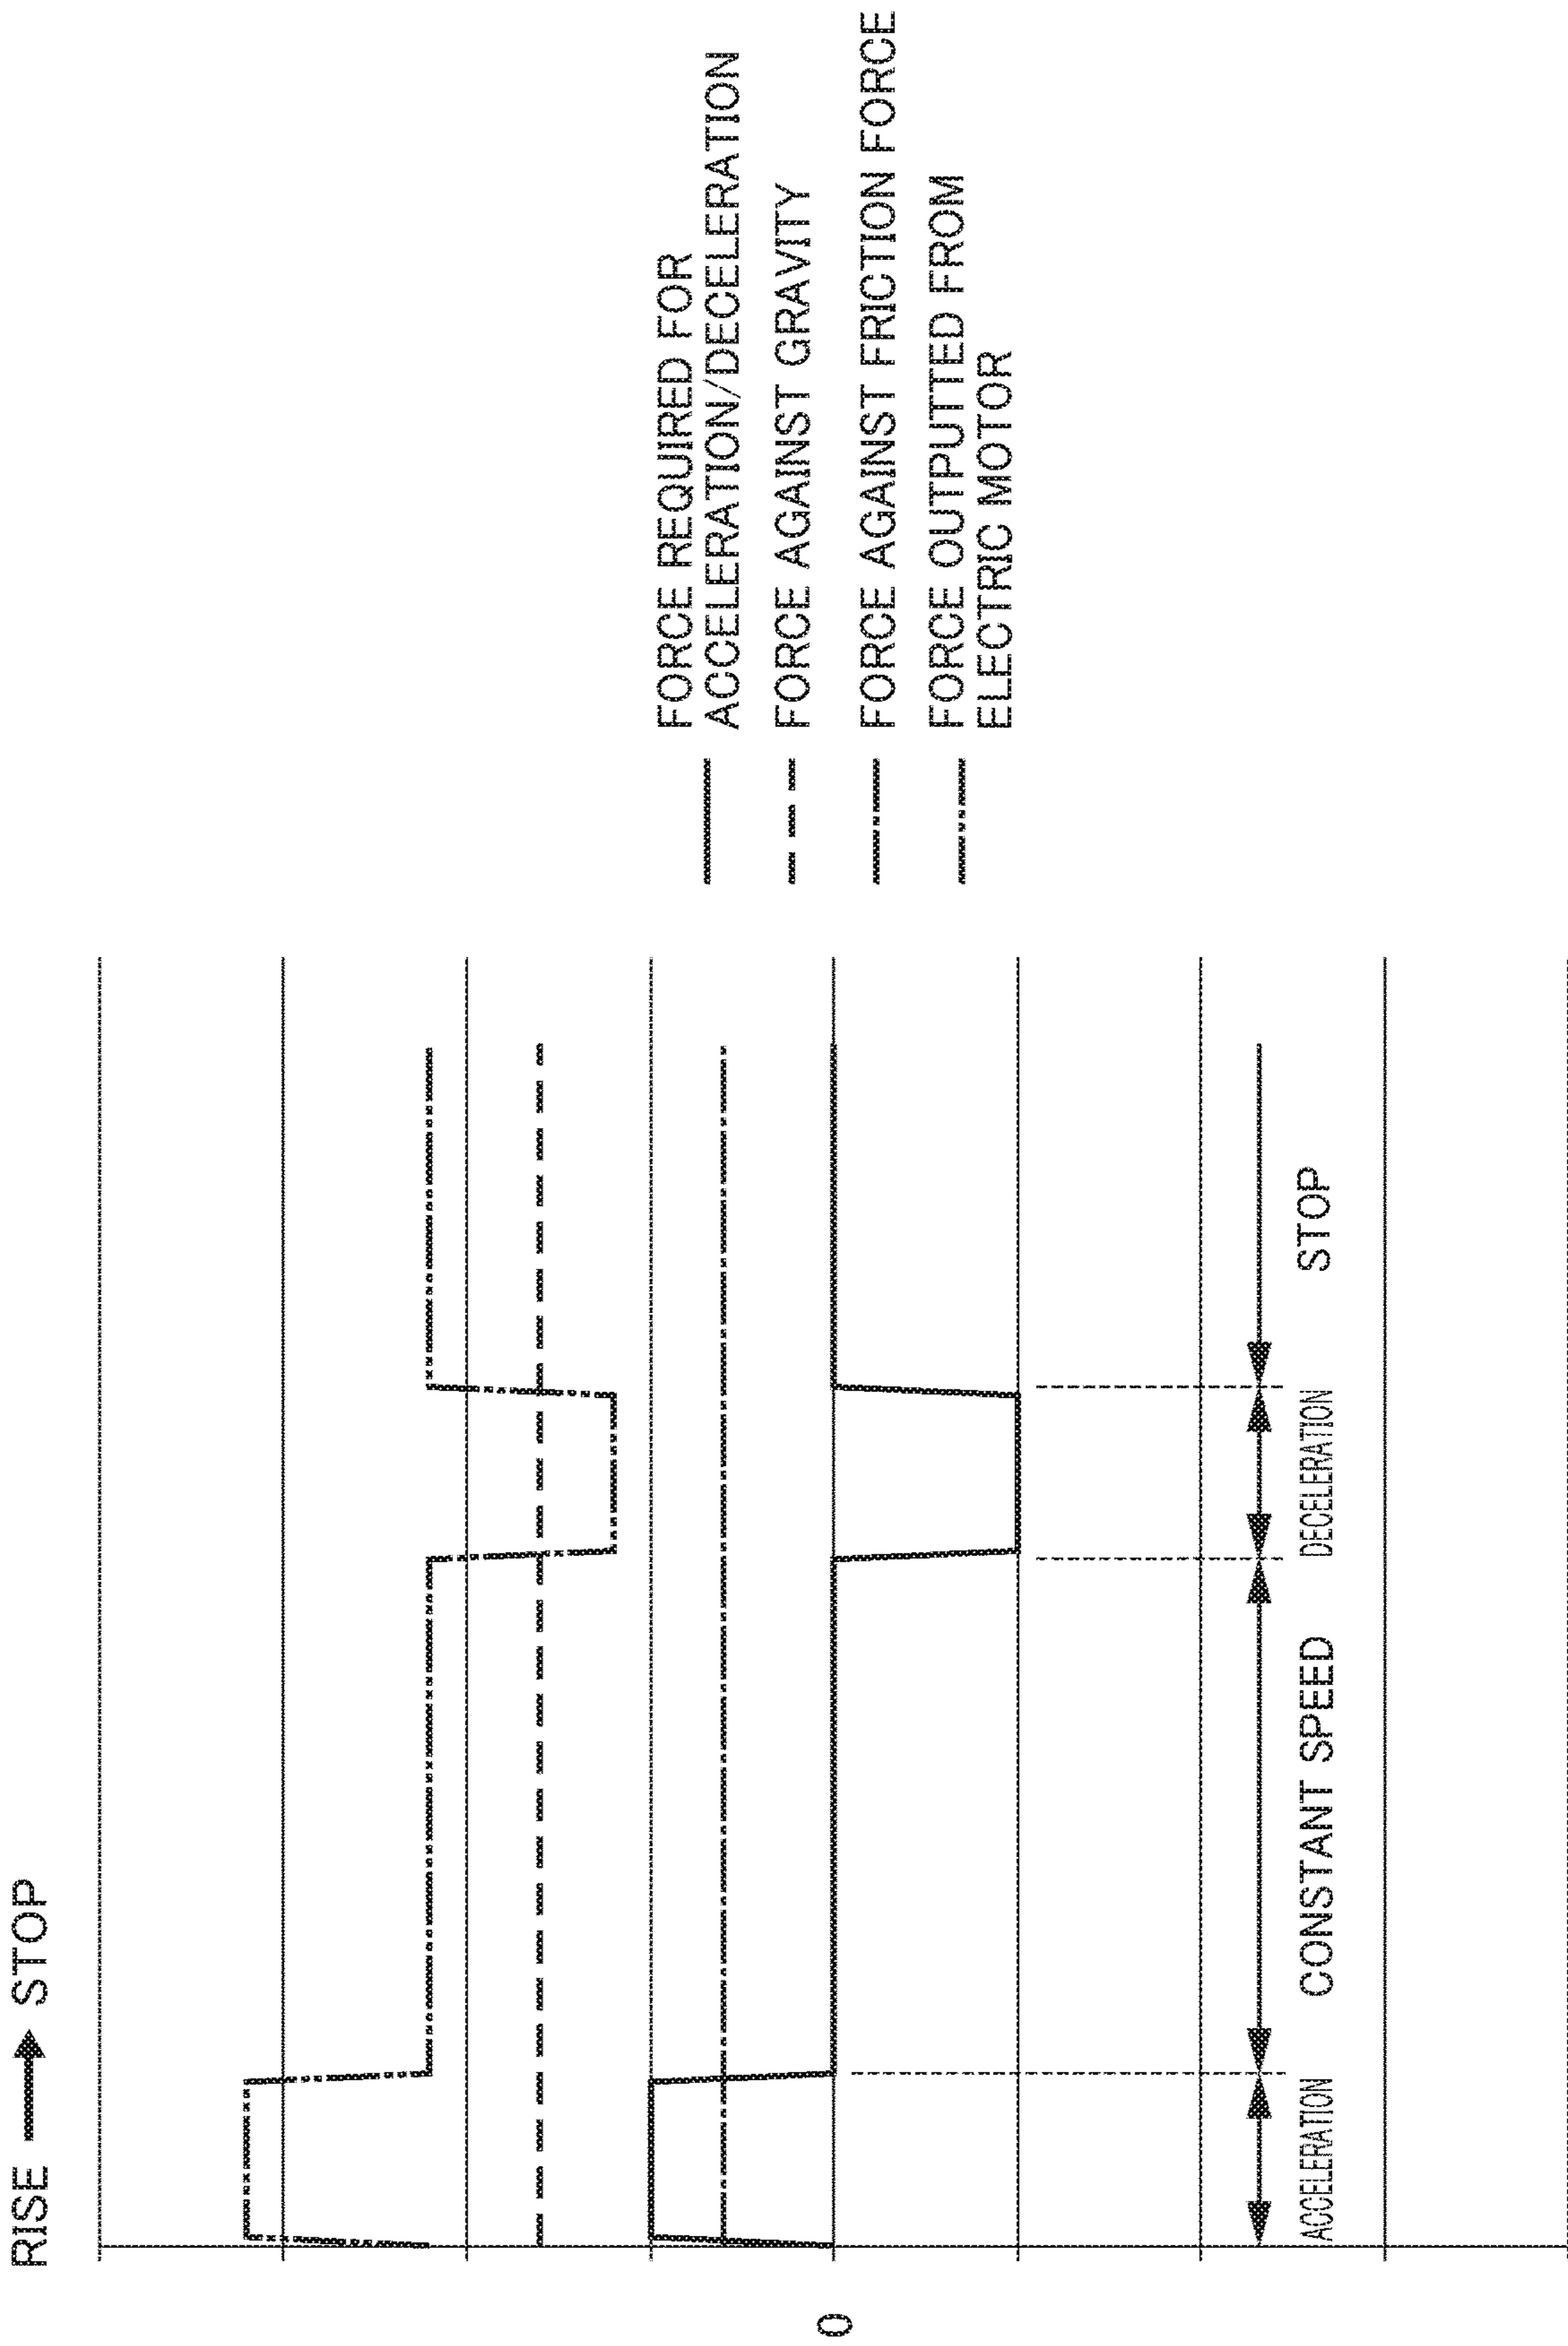 RISE → STOP
0
ACCELERATION
CONSTANT SPEED
DECELERATION
STOP
FORCE REQUIRED FOR
ACCELERATION/DECELERATION
FORCE AGAINST GRAVITY
FORCE AGAINST FRICTION FORCE
FORCE OUTPUTTED FROM
ELECTRIC MOTOR